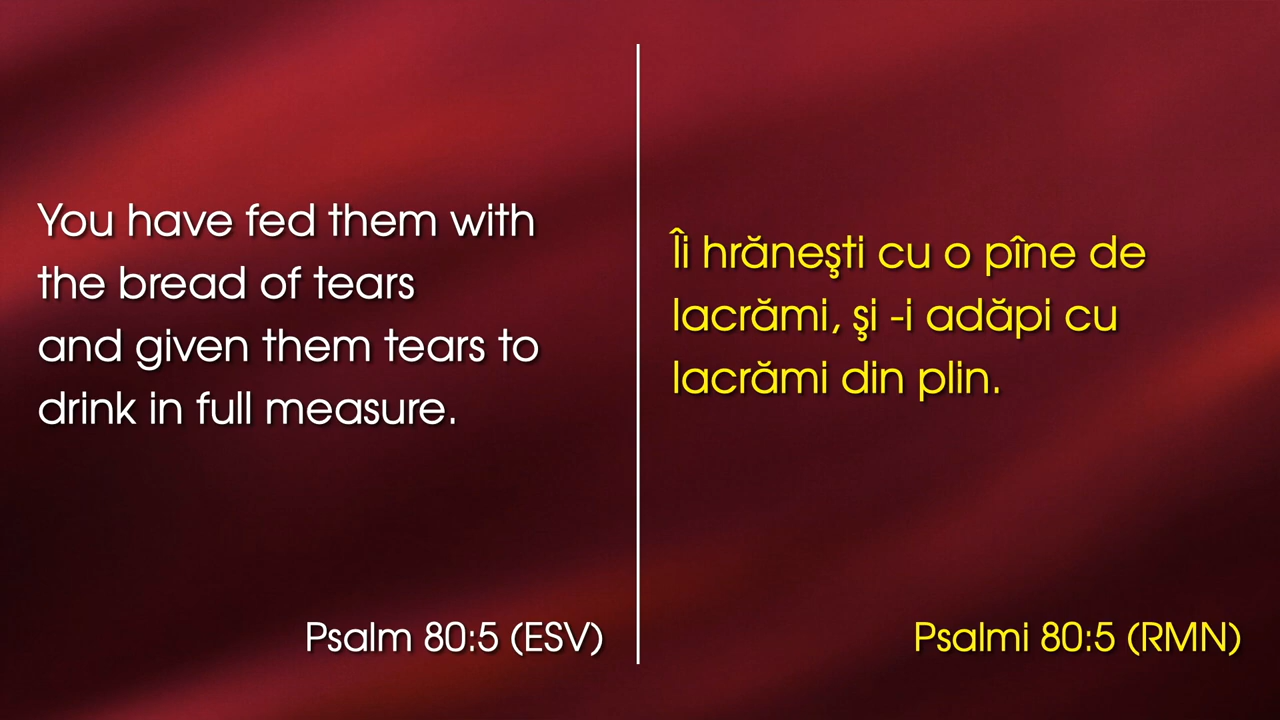 You have fed them with
the bread of tears
and given them tears to
drink in full measure.
Psalm 80:5 (ESV)
Îi hrăneşti cu o pîne de
lacrămi, şi -i adăpi cu
lacrămi din plin.
Psalmi 80:5 (RMN)